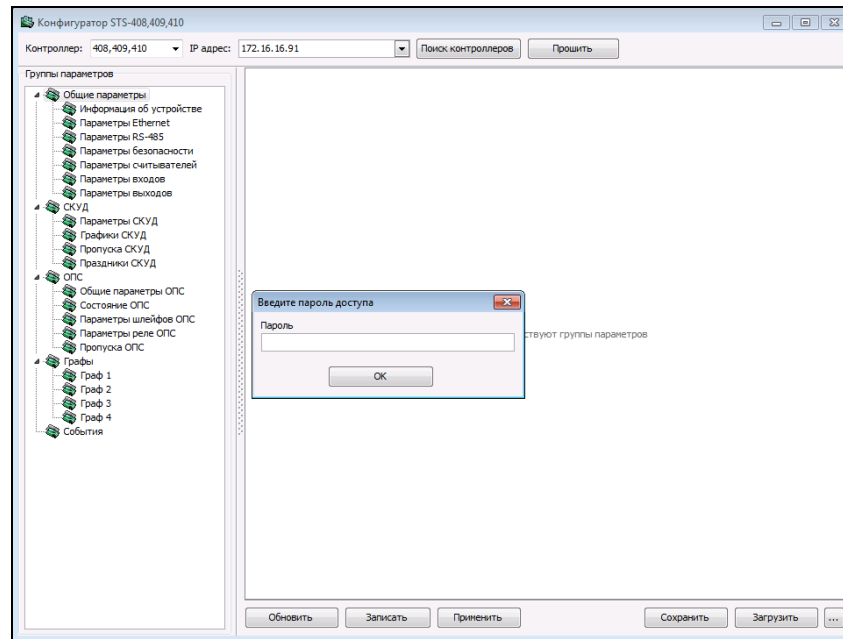 Конфигуратор STS-408,409,410
Контроллер: 408,409,410 IP адрес: 172.16.16.91 Поиск контроллеров Прошить
Группы параметров
Общие параметры
Информация об устройстве
Параметры Ethernet
Параметры RS-485
Параметры безопасности
Параметры считывателей
Параметры входов
Параметры выходов
СКУД
Параметры СКУД
Графики СКУД
Пропуска СКУД
Праздники СКУД
ОПС
Общие параметры ОПС
Состояние ОПС
Параметры шлейфов ОПС
Параметры реле ОПС
Пропуска ОПС
Графы
Граф 1
Граф 2
Граф 3
Граф 4
События
Введите пароль доступа
Пароль
OK
ствуют группы параметров
Обновить Записать Применить Сохранить Загрузить ...